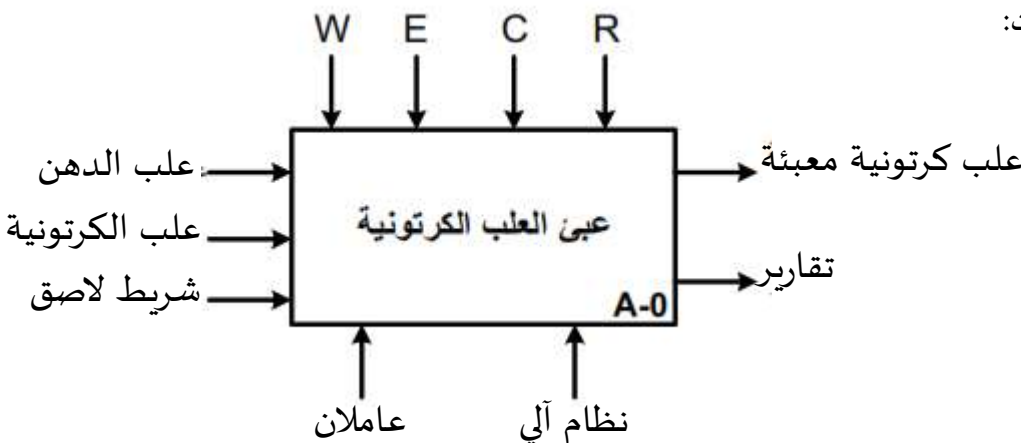 ت:
W E C R
علب الدهن
علب الكرتونية
شريط لاصق
عبئ العلب الكرتونية
A-0
علب كرتونية معبئة
تقارير
عاملان
نظام آلي